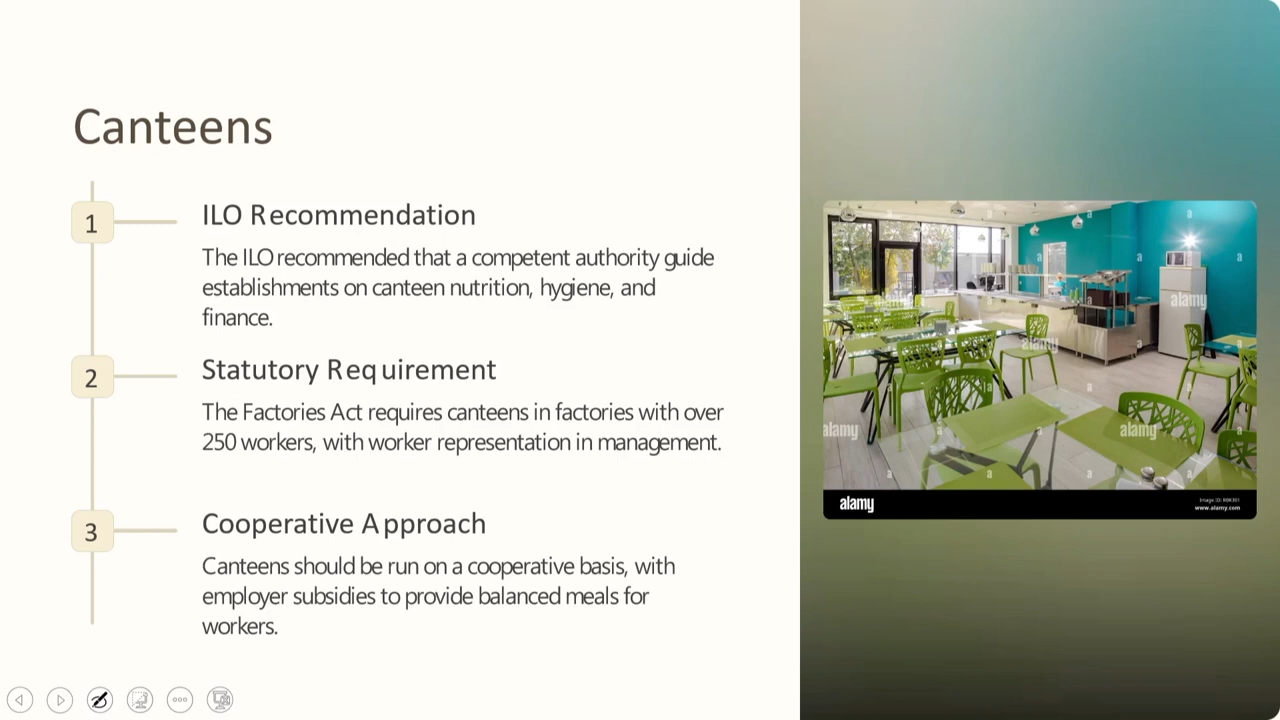 Canteens
1
ILO Recommendation
The ILO recommended that a competent authority guide
establishments on canteen nutrition, hygiene, and
finance.
2
Statutory Requirement
The Factories Act requires canteens in factories with over
250 workers, with worker representation in management.
3
Cooperative Approach
Canteens should be run on a cooperative basis, with
employer subsidies to provide balanced meals for
workers.
a
a
a
a
a
alamy
alamy
alamy
a
a
a
alamy
alamy
a
a
a
a
a
alamy
www.alamy.com